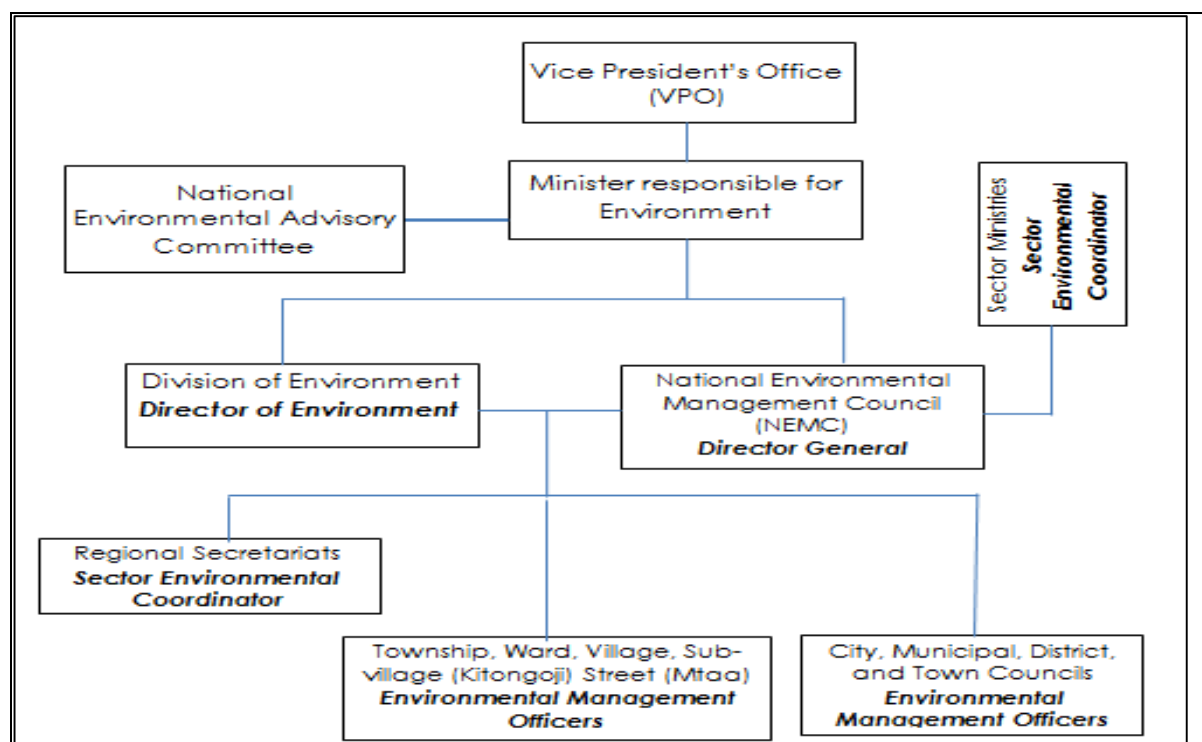 Vice President's Office
(VPO)
National
Environmental Advisory
Committee
Minister responsible for
Environment
Sector Ministries
Sector
Environmental
Coordinator
Division of Environment
Director of Environment
National Environmental
Management Council
(NEMC)
Director General
Regional Secretariats
Sector Environmental
Coordinator
Township, Ward, Village, Sub-
village (Kitongoji) Street (Mtaa)
Environmental Management
Officers
City, Municipal, District,
and Town Councils
Environmental
Management Officers